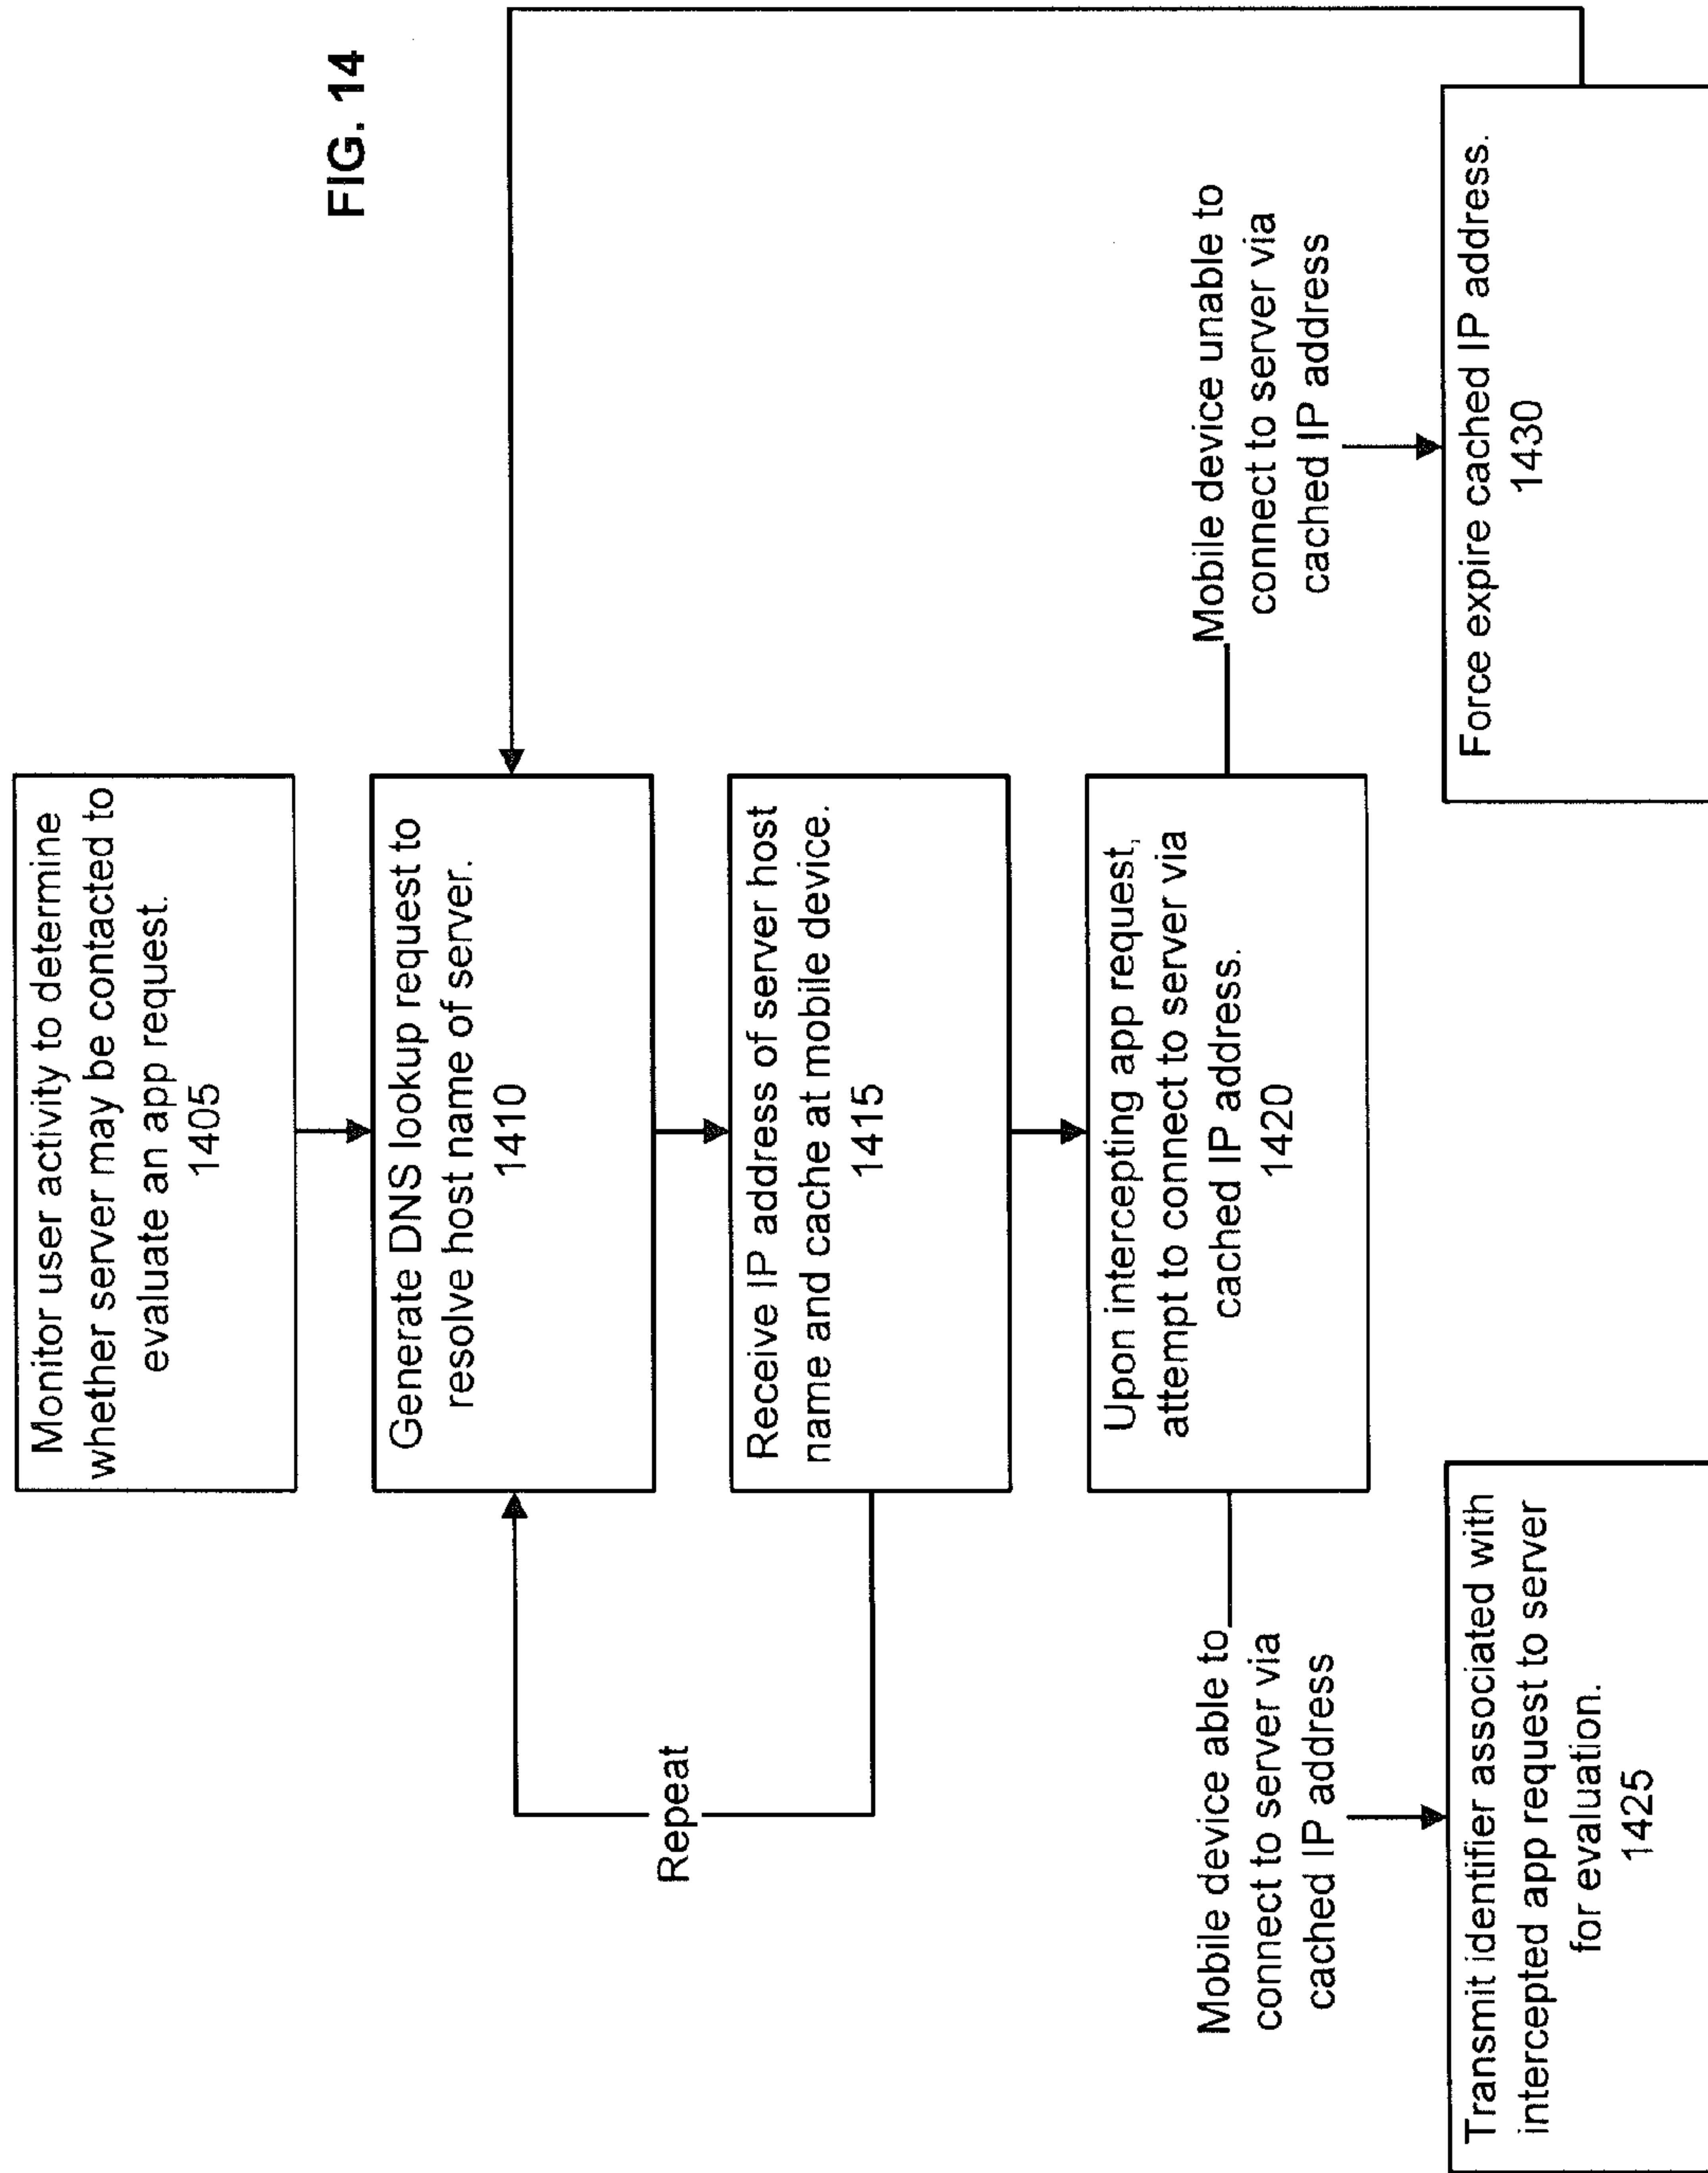 FIG. 14
Monitor user activity to determine
whether server may be contacted to
evaluate an app request.
1405
Generate DNS lookup request to
resolve host name of server.
1410
Receive IP address of server host
name and cache at mobile device.
1415
Repeat
Upon intercepting app request,
attempt to connect to server via
cached IP address.
1420
Mobile device able to
connect to server via
cached IP address
Mobile device unable to
connect to server via
cached IP address
Transmit identifier associated with
intercepted app request to server
for evaluation.
1425
Force expire cached IP address.
1430